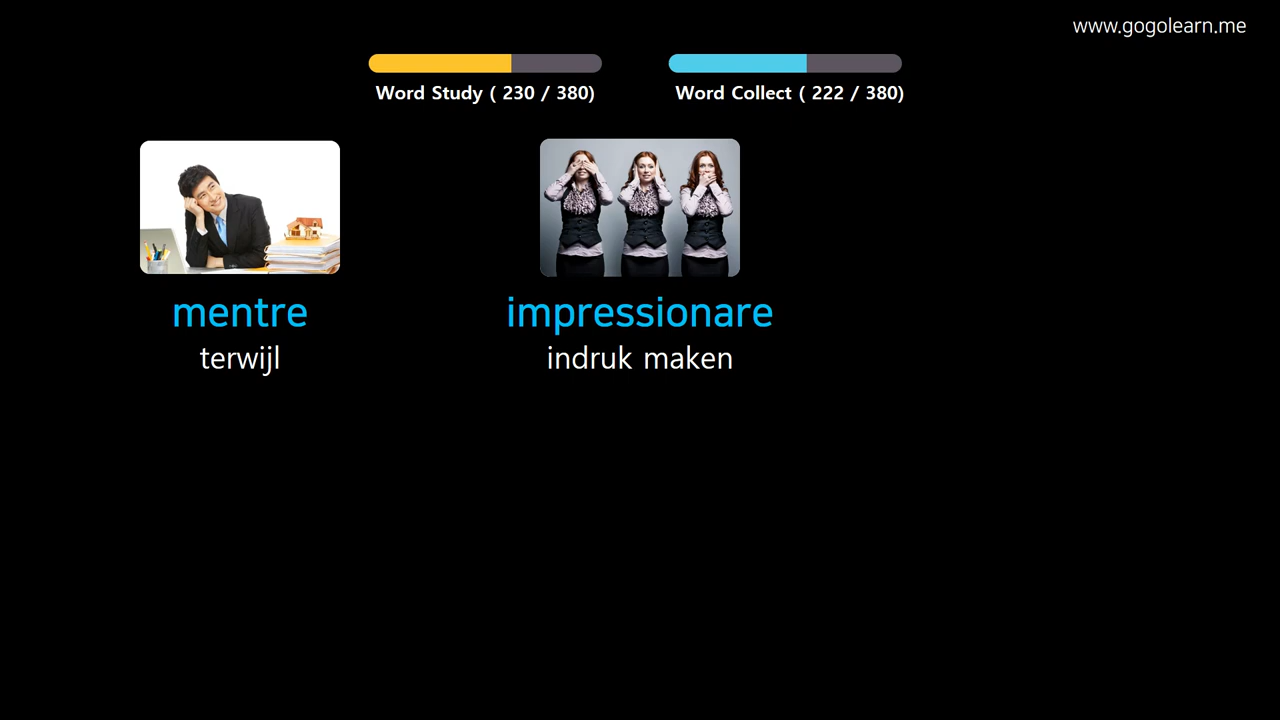 www.gogolearn.me
Word Study ( 230 / 380)
Word Collect ( 222 / 380)
mentre
terwijl
impressionare
indruk maken